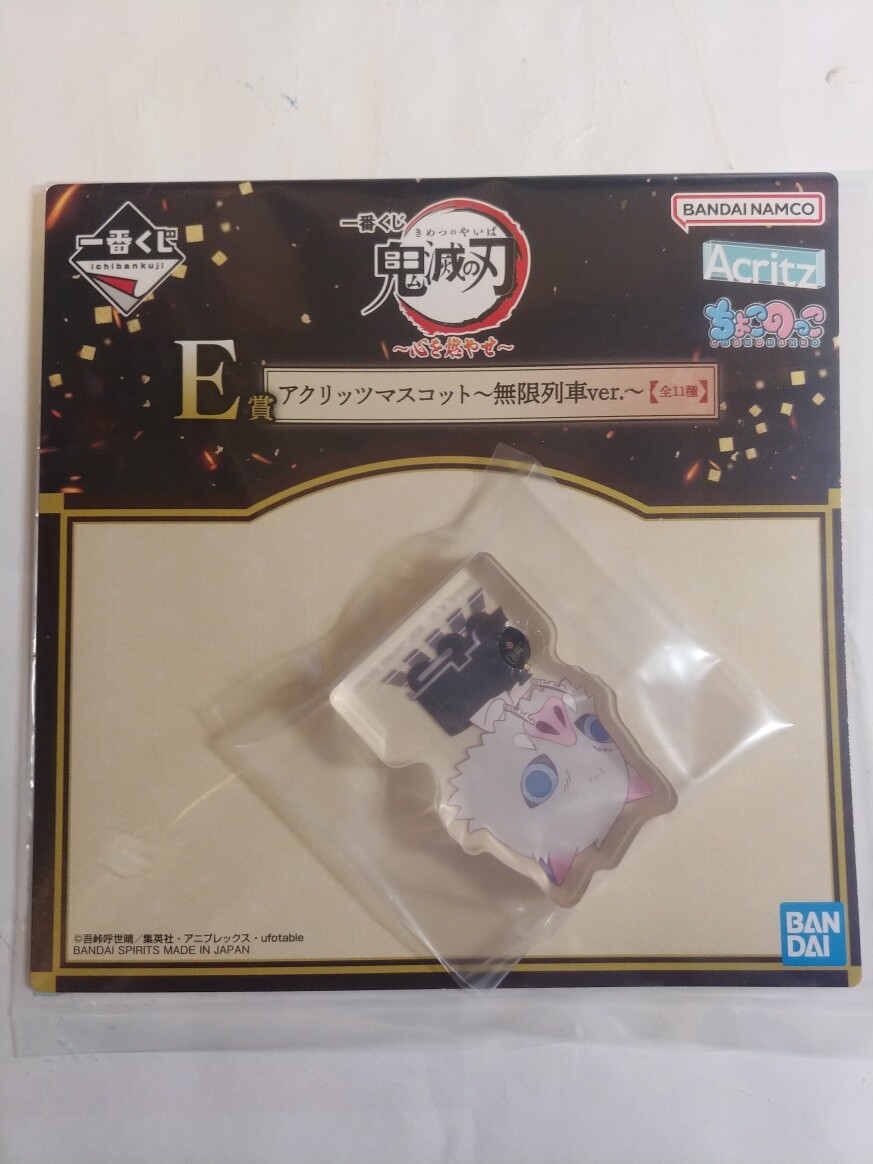 一番くじ
ichibankuji
一番くじ
きめつのやいば
鬼滅の刃
～心を燃やせ～
BANDAI NAMCO
Acritz
ちょこのっこ
CHOKONOKKO
E賞
アクリッツマスコット～無限列車ver.～【全11種】
©吾峠呼世晴／集英社・アニプレックス・ufotable
BANDAI SPIRITS MADE IN JAPAN
BAN
DAI